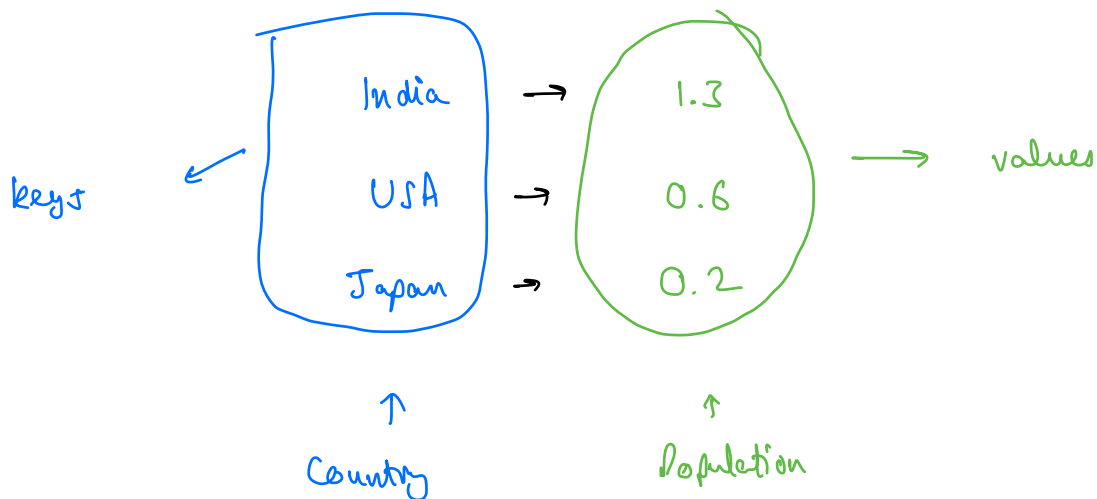 India → 1.3
keys USA → 0.6 → values
Japan → 0.2
Country Population